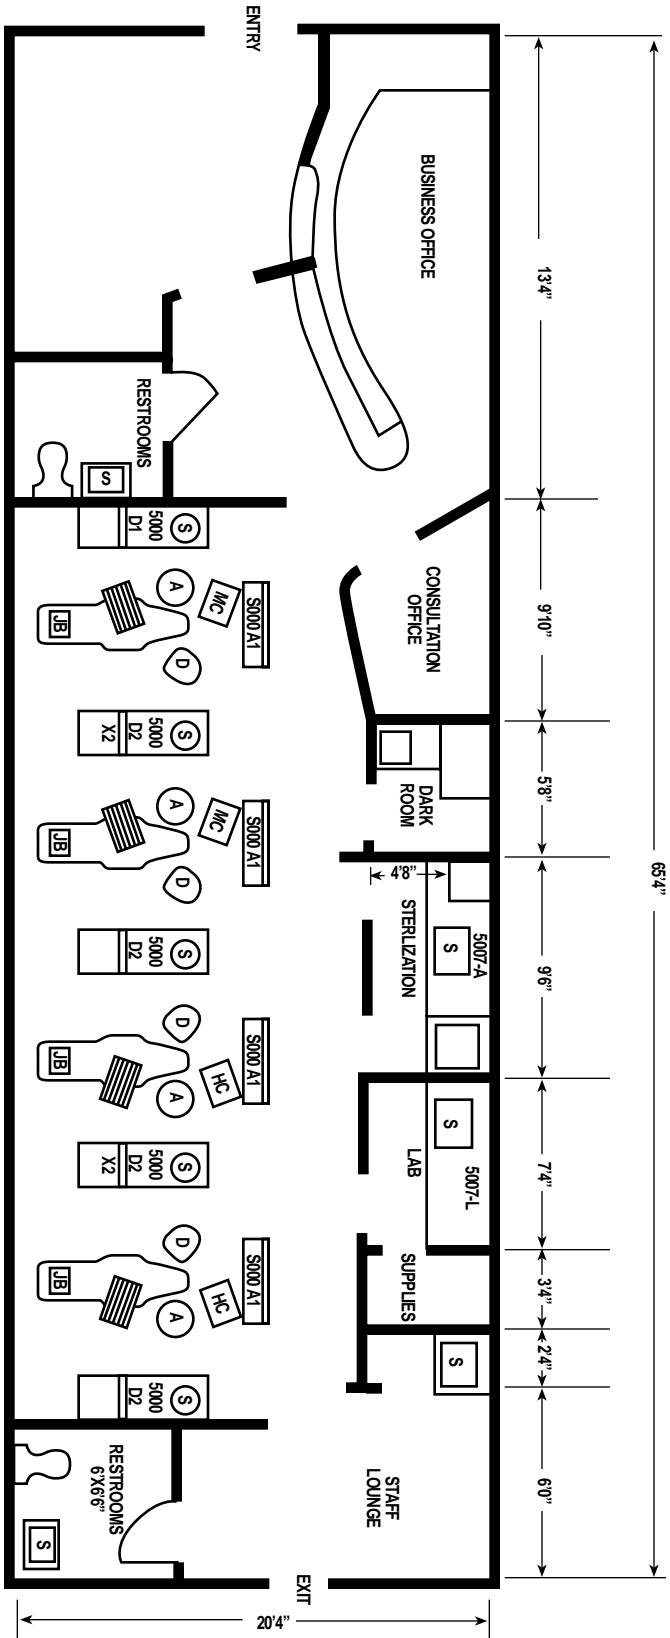 ENTRY
BUSINESS OFFICE
13'4"
65'4"
RESTROOMS
S
5000
D1
S
A
MC
S000 A1
JB
D
CONSULTATION
OFFICE
9'10"
5000
D2
X2
S
DARK
ROOM
5'8"
A
MC
S000 A1
JB
D
4'8"
STERLIZATION
5007-A
S
9'6"
5000
D2
S
D
S000 A1
JB
HC
A
LAB
S
5007-L
7'4"
5000
D2
X2
S
SUPPLIES
3'4"
D
S000 A1
JB
HC
A
S
2'4"
5000
D2
S
RESTROOMS
6'X6'6"
S
STAFF
LOUNGE
6'0"
EXIT
20'4"